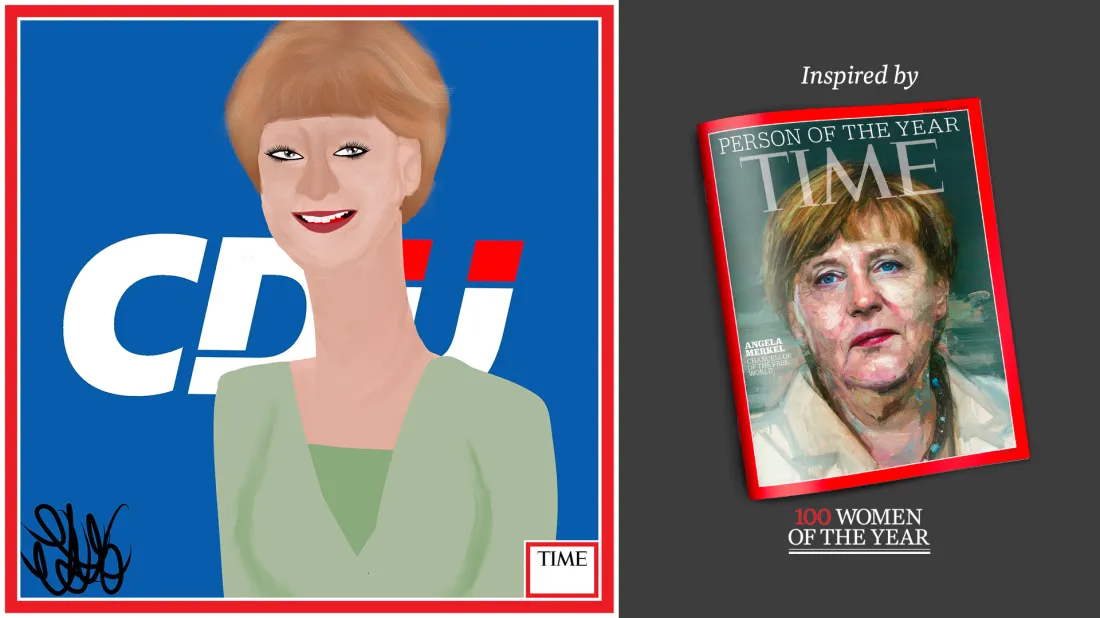 CDU
TIME
Inspired by
PERSON OF THE YEAR
TIME
ANGELA
MERKEL
CHANCELLOR
OF THE FREE
WORLD
100 WOMEN
OF THE YEAR